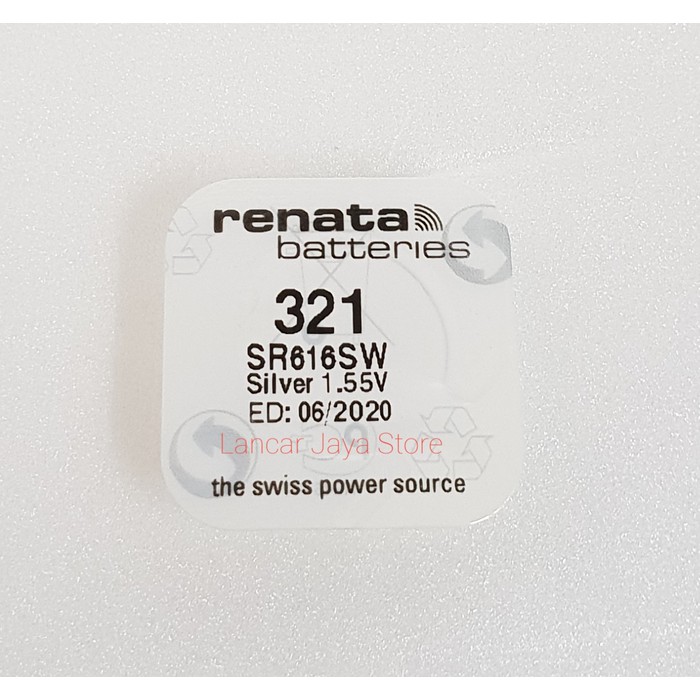 renata
batteries
321
SR616SW
Silver 1.55V
ED: 06/2020
Lancar Jaya Store
the swiss power source